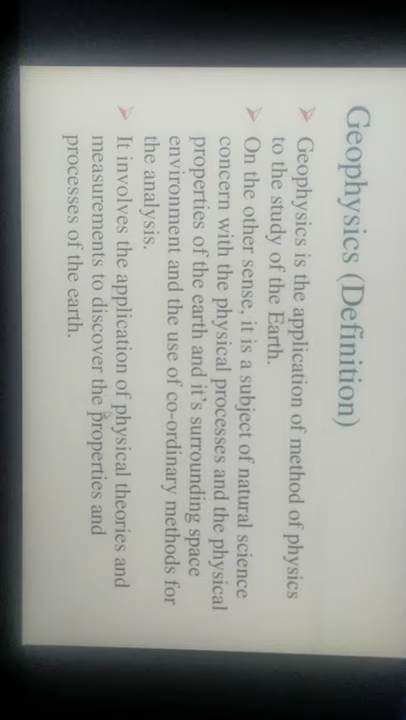 Geophysics (Definition)
Geophysics is the application of method of physics
to the study of the Earth.
On the other sense, it is a subject of natural science
concern with the physical processes and the physical
properties of the earth and it's surrounding space
environment and the use of co-ordinary methods for
the analysis.
It involves the application of physical theories and
measurements to discover the properties and
processes of the earth.